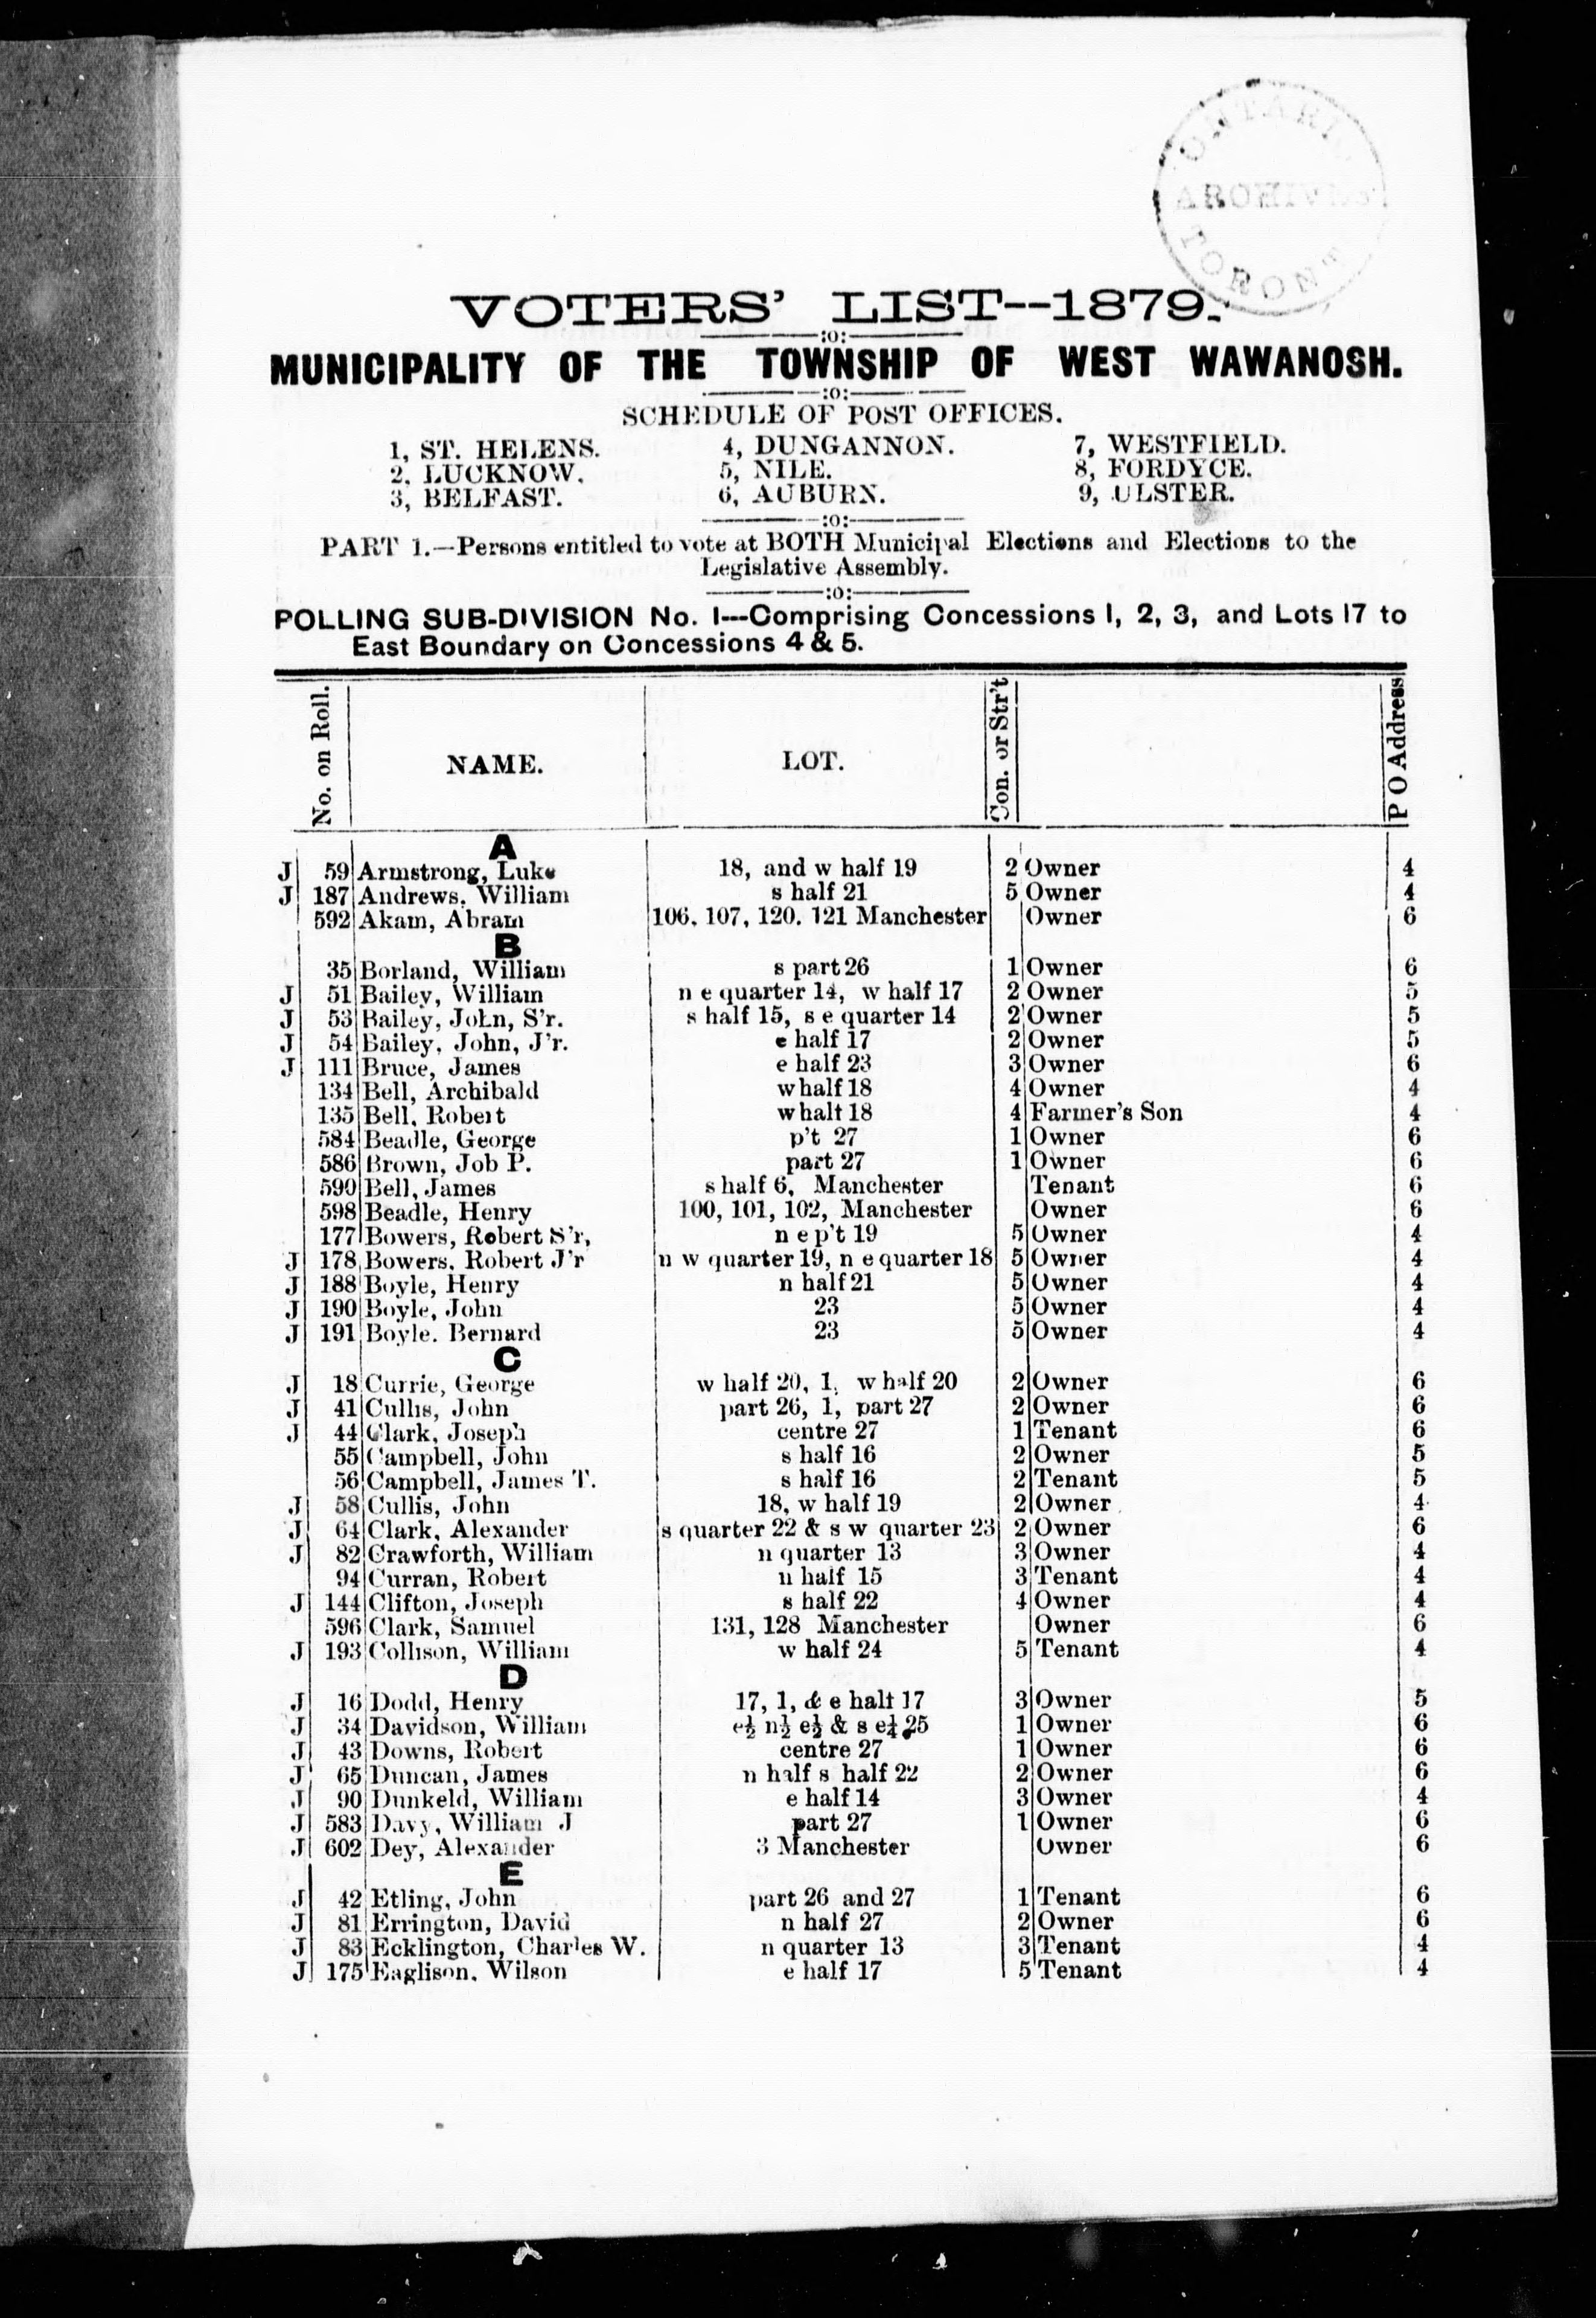 ONTARIO
ARCHIVES
TORONT
VOTERS' LIST--1879.
:o:
MUNICIPALITY OF THE TOWNSHIP OF WEST WAWANOSH.
:o:
SCHEDULE OF POST OFFICES.
1, ST. HELENS. 4, DUNGANNON. 7, WESTFIELD.
2, LUCKNOW. 5, NILE. 8, FORDYCE.
3, BELFAST. 6, AUBURN. 9, ULSTER.
:o:
PART 1.—Persons entitled to vote at BOTH Municipal Elections and Elections to the
Legislative Assembly.
:o:
POLLING SUB-DIVISION No. 1—Comprising Concessions 1, 2, 3, and Lots 17 to
East Boundary on Concessions 4 & 5.
No. on Roll. NAME. LOT. Con. or Str't P O Address
A
J 59 Armstrong, Luke 18, and w half 19 2 Owner 4
J 187 Andrews, William s half 21 5 Owner 4
592 Akam, Abram 106, 107, 120, 121 Manchester Owner 6
B
35 Borland, William s part 26 1 Owner 6
J 51 Bailey, William n e quarter 14, w half 17 2 Owner 5
J 53 Bailey, John, S'r. s half 15, s e quarter 14 2 Owner 5
J 54 Bailey, John, J'r. e half 17 2 Owner 5
J 111 Bruce, James e half 23 3 Owner 6
134 Bell, Archibald w half 18 4 Owner 4
135 Bell, Robert w halt 18 4 Farmer's Son 4
584 Beadle, George p't 27 1 Owner 6
586 Brown, Job P. part 27 1 Owner 6
590 Bell, James s half 6, Manchester Tenant 6
598 Beadle, Henry 100, 101, 102, Manchester Owner 6
177 Bowers, Robert S'r, n e p't 19 5 Owner 4
J 178 Bowers, Robert J'r n w quarter 19, n e quarter 18 5 Owner 4
J 188 Boyle, Henry n half 21 5 Owner 4
J 190 Boyle, John 23 5 Owner 4
J 191 Boyle. Bernard 23 5 Owner 4
C
J 18 Currie, George w half 20, 1, w half 20 2 Owner 6
J 41 Cullis, John part 26, 1, part 27 2 Owner 6
J 44 Clark, Joseph centre 27 1 Tenant 6
55 Campbell, John s half 16 2 Owner 5
56 Campbell, James T. s half 16 2 Tenant 5
J 58 Cullis, John 18, w half 19 2 Owner 4
J 64 Clark, Alexander s quarter 22 & s w quarter 23 2 Owner 6
J 82 Crawforth, William n quarter 13 3 Owner 4
94 Curran, Robert n half 15 3 Tenant 4
J 144 Clifton, Joseph s half 22 4 Owner 4
596 Clark, Samuel 131, 128 Manchester Owner 6
J 193 Collison, William w half 24 5 Tenant 4
D
J 16 Dodd, Henry 17, 1, & e halt 17 3 Owner 5
J 34 Davidson, William e½ n½ e½ & s e¼ 25 1 Owner 6
J 43 Downs, Robert centre 27 1 Owner 6
J 65 Duncan, James n half s half 22 2 Owner 6
J 90 Dunkeld, William e half 14 3 Owner 4
J 583 Davy, William J part 27 1 Owner 6
J 602 Dey, Alexander 3 Manchester Owner 6
E
J 42 Etling, John part 26 and 27 1 Tenant 6
J 81 Errington, David n half 27 2 Owner 6
J 83 Ecklington, Charles W. n quarter 13 3 Tenant 4
J 175 Eaglison, Wilson e half 17 5 Tenant 4